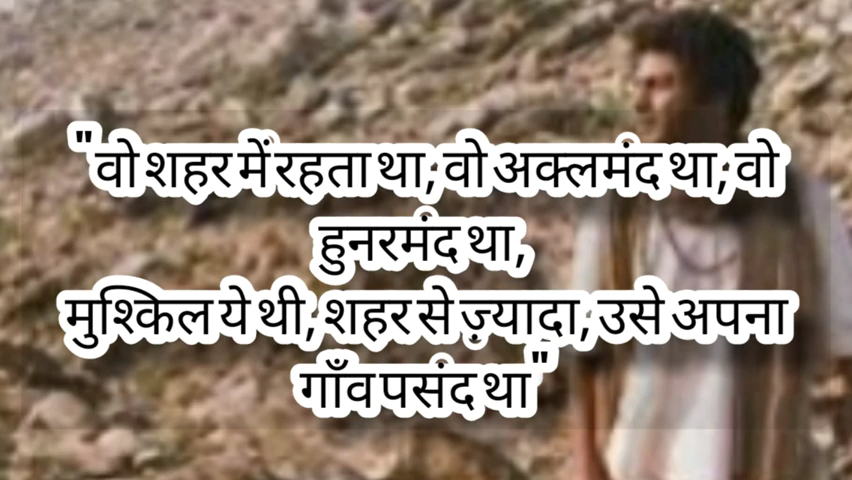 "वो शहर में रहता था, वो अक्लमंद था, वो
हुनरमंद था,
मुश्किल ये थी, शहर से ज़्यादा, उसे अपना
गाँव पसंद था"